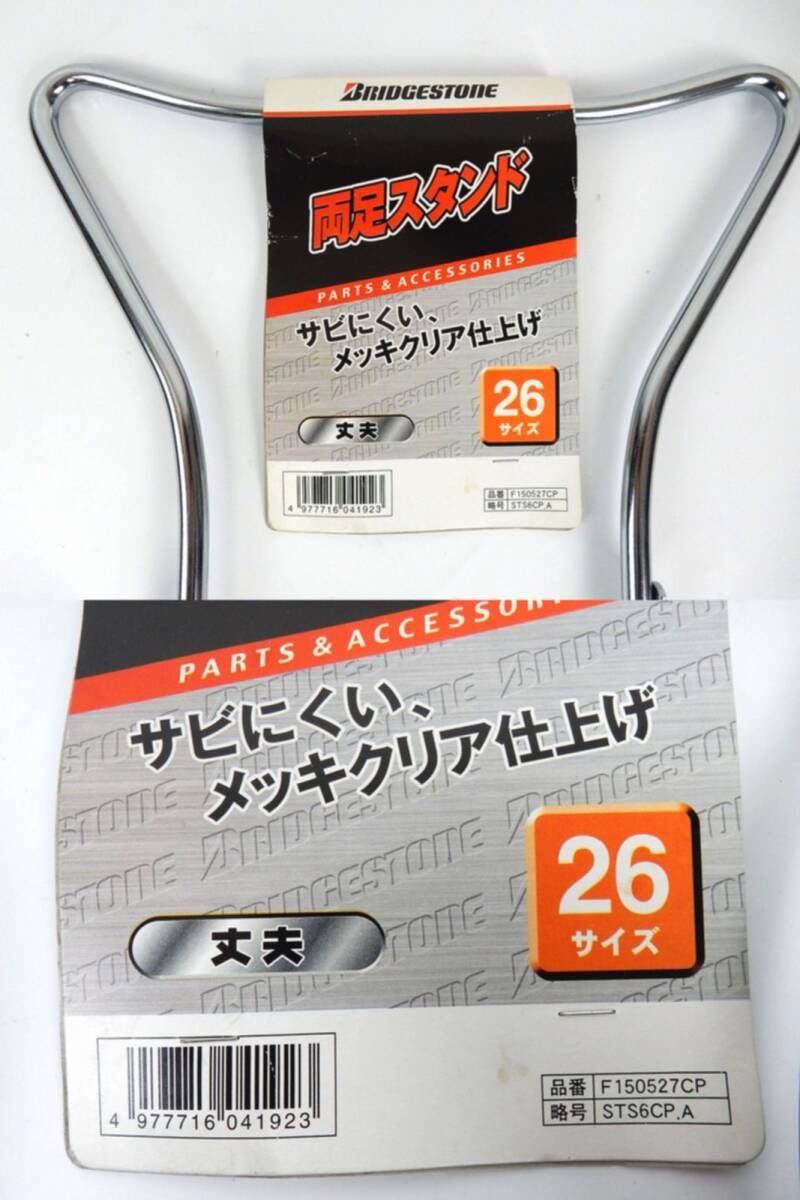 BRIDGESTONE
両足スタンド
PARTS & ACCESSORIES
サビにくい、
メッキクリア仕上げ
26
サイズ
丈夫
4 977716 041923
品番 F150527CP
略号 STS6CP.A
PARTS & ACCESSORI
サビにくい、
メッキクリア仕上げ
26
サイズ
丈夫
4 977716 041923
品番 F150527CP
略号 STS6CP.A